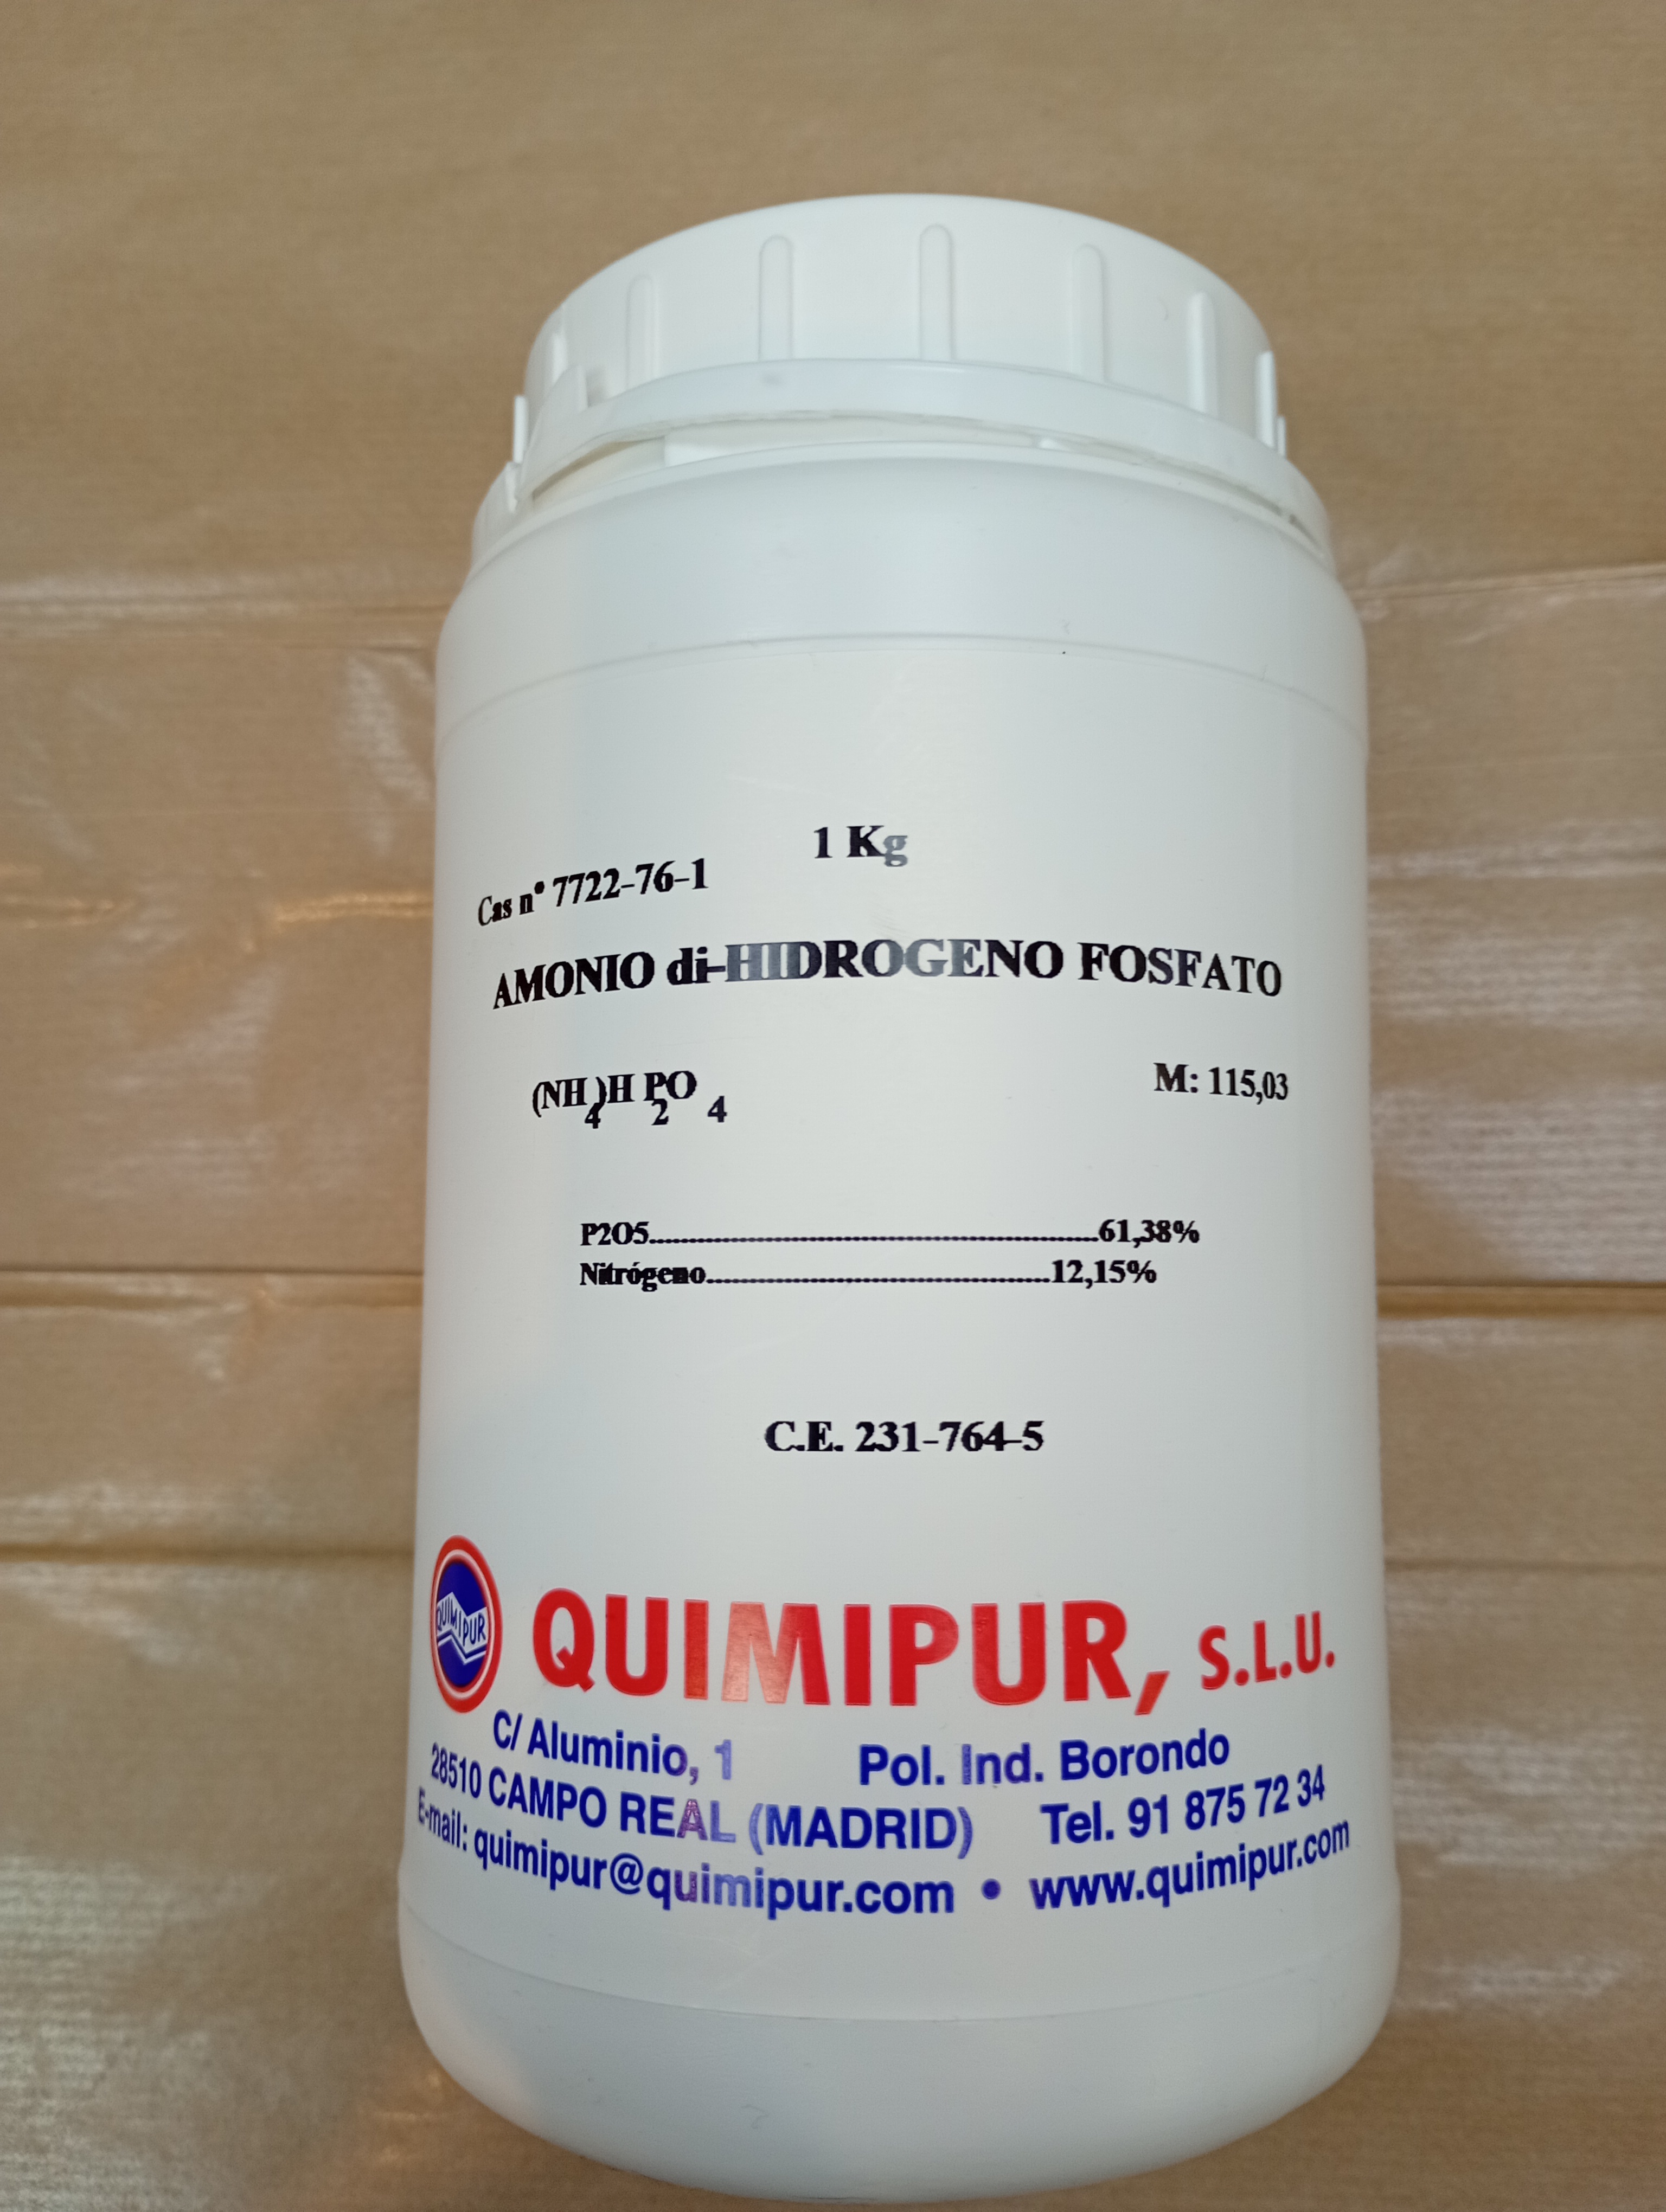 1 Kg
Cas nº 7722-76-1
AMONIO di-HIDROGENO FOSFATO
(NH4)H2PO4
M: 115,03
P2O5.........................................................61,38%
Nitrógeno............................................12,15%
C.E. 231-764-5
QUIMIPUR
QUIMIPUR, S.L.U.
C/ Aluminio, 1 Pol. Ind. Borondo
28510 CAMPO REAL (MADRID) Tel. 91 875 72 34
E-mail: quimipur@quimipur.com • www.quimipur.com